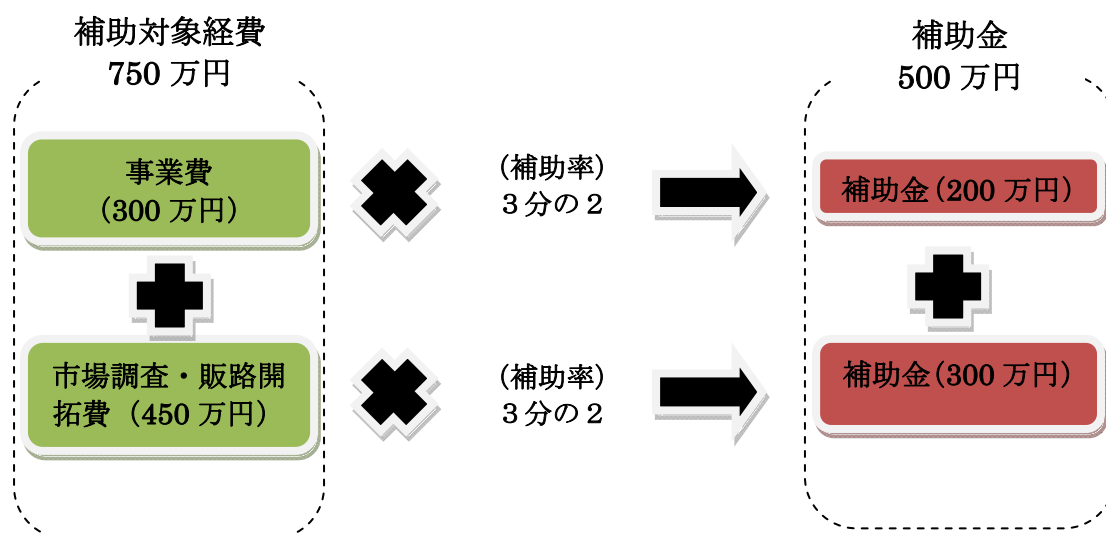 補助対象経費
750 万円
補助金
500 万円
事業費
（300 万円）
（補助率）
３分の２
補助金（200 万円）
市場調査・販路開
拓費（450 万円）
（補助率）
３分の２
補助金（300 万円）